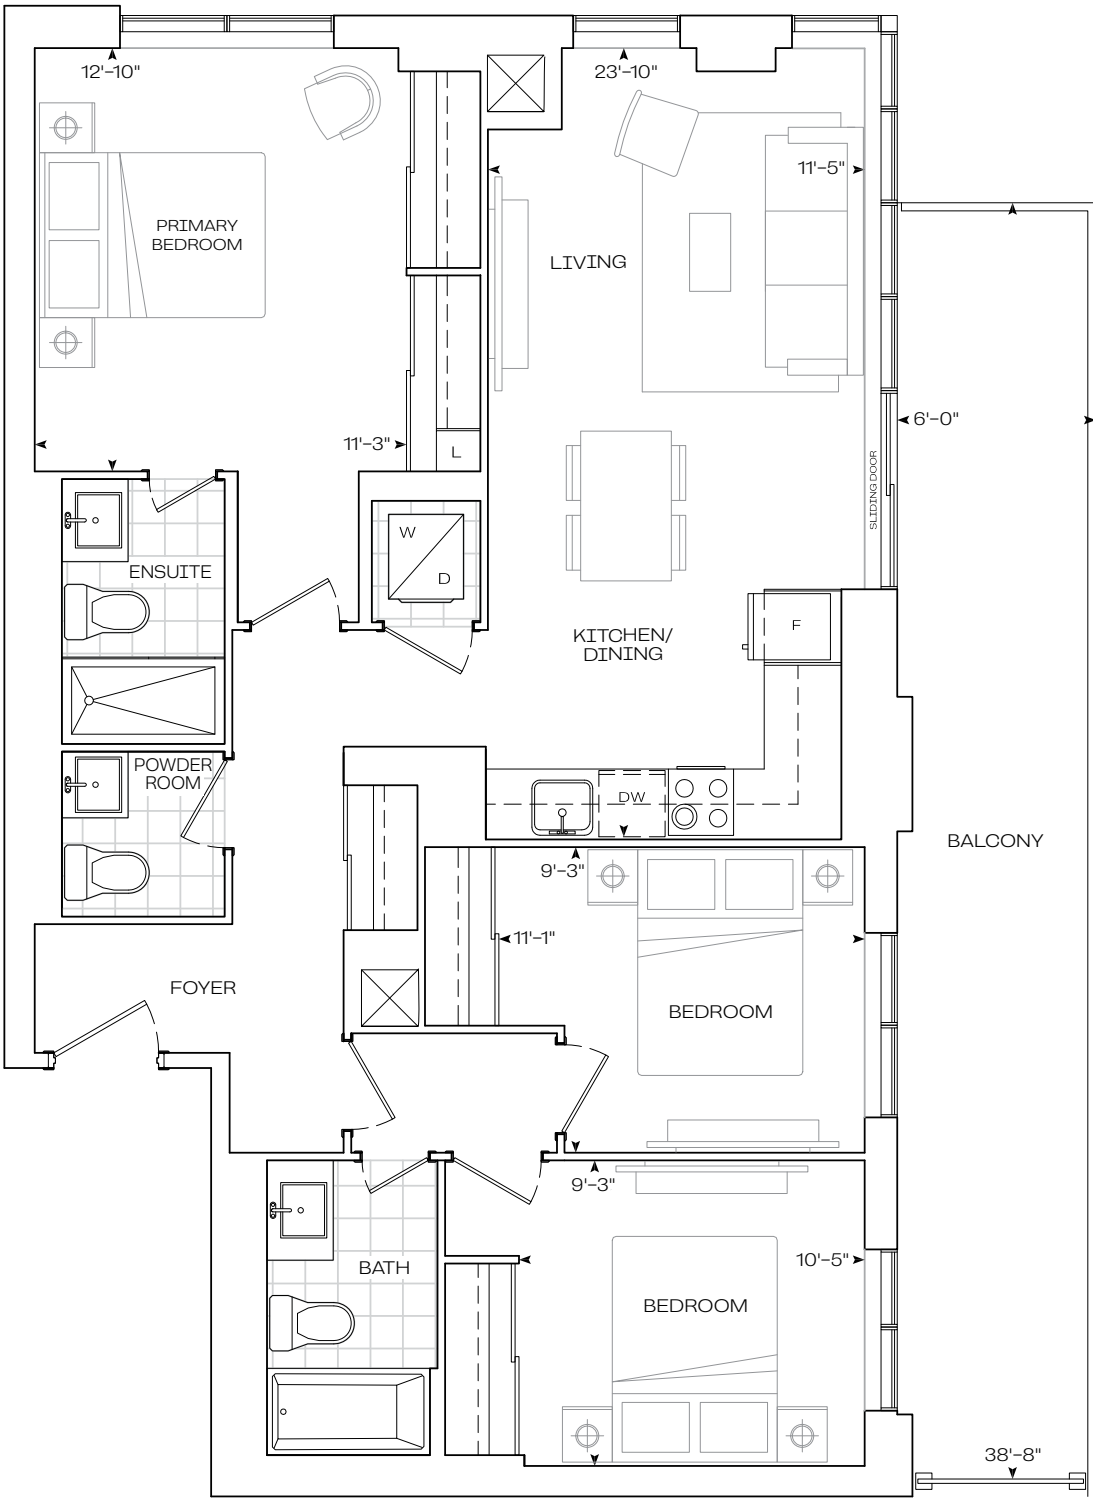 12'-10"
23'-10"
11'-5"
PRIMARY
BEDROOM
LIVING
6'-0"
11'-3"
L
SLIDING DOOR
W
D
ENSUITE
F
KITCHEN/
DINING
POWDER
ROOM
DW
BALCONY
9'-3"
11'-1"
FOYER
BEDROOM
9'-3"
BATH
10'-5"
BEDROOM
38'-8"